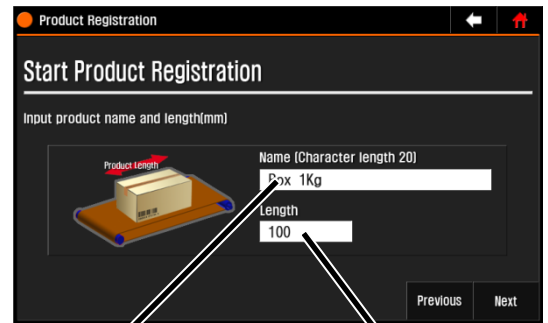 Product Registration
Start Product Registration
Input product name and length(mm)
Product Length
Name (Character length 20)
Box 1Kg
Length
100
Previous Next